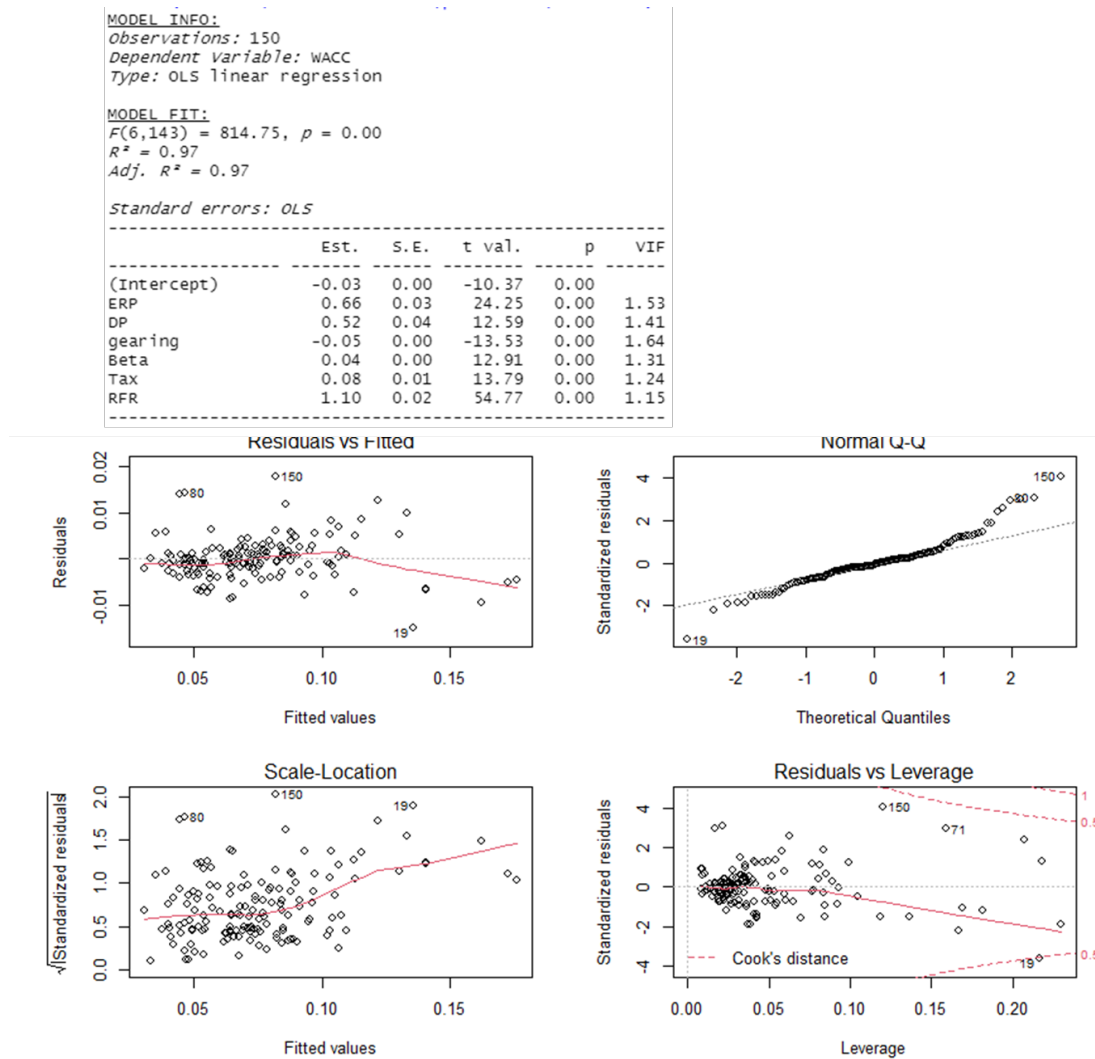 MODEL INFO:
Observations: 150
Dependent Variable: WACC
Type: OLS linear regression
MODEL FIT:
F(6,143) = 814.75, p = 0.00
R² = 0.97
Adj. R² = 0.97
Standard errors: OLS
Est. S.E. t val. p VIF
(Intercept) -0.03 0.00 -10.37 0.00
ERP 0.66 0.03 24.25 0.00 1.53
DP 0.52 0.04 12.59 0.00 1.41
gearing -0.05 0.00 -13.53 0.00 1.64
Beta 0.04 0.00 12.91 0.00 1.31
Tax 0.08 0.01 13.79 0.00 1.24
RFR 1.10 0.02 54.77 0.00 1.15
Residuals vs Fitted
Residuals
0.02
0.01
-0.01
150
80
19
0.05 0.10 0.15
Fitted values
Normal Q-Q
Standardized residuals
4
2
0
-2
150
80
19
-2 -1 0 1 2
Theoretical Quantiles
Scale-Location
√|Standardized residuals|
2.0
1.5
1.0
0.5
0.0
150
19
80
0.05 0.10 0.15
Fitted values
Residuals vs Leverage
Standardized residuals
4
2
0
-2
-4
150
71
19
1
0.5
0.5
Cook's distance
0.00 0.05 0.10 0.15 0.20
Leverage